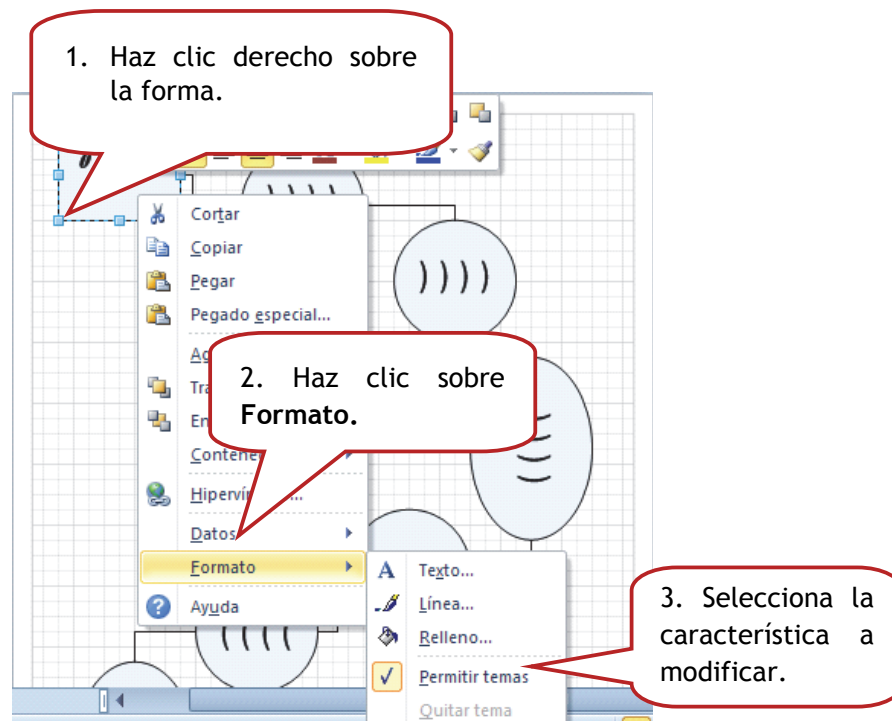 1. Haz clic derecho sobre
la forma.
Cortar
Copiar
Pegar
Pegado especial...
2. Haz clic sobre
Formato.
Hipervín
Datos
Formato
Ayuda
Texto...
Línea...
Relleno...
Permitir temas
Quitar tema
3. Selecciona la
característica a
modificar.